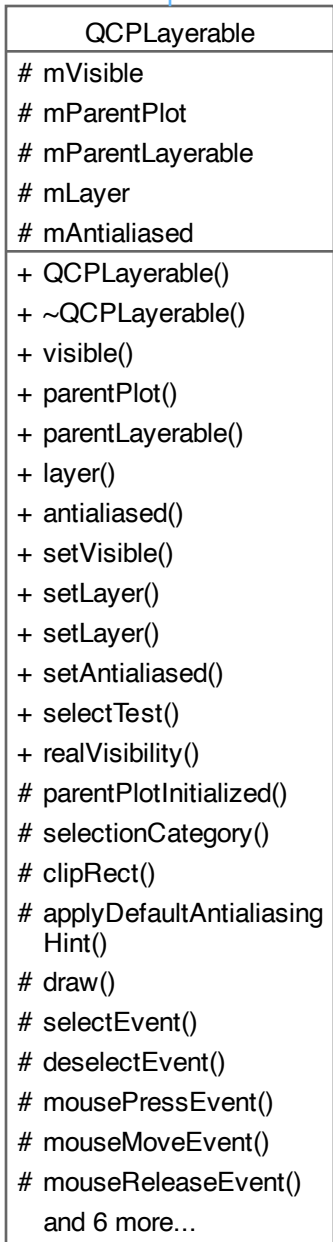 QCPLayerable
# mVisible
# mParentPlot
# mParentLayerable
# mLayer
# mAntialiased
+ QCPLayerable()
+ ~QCPLayerable()
+ visible()
+ parentPlot()
+ parentLayerable()
+ layer()
+ antialiased()
+ setVisible()
+ setLayer()
+ setLayer()
+ setAntialiased()
+ selectTest()
+ realVisibility()
# parentPlotInitialized()
# selectionCategory()
# clipRect()
# applyDefaultAntialiasing
Hint()
# draw()
# selectEvent()
# deselectEvent()
# mousePressEvent()
# mouseMoveEvent()
# mouseReleaseEvent()
and 6 more...